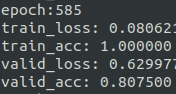 epoch:585
train_loss: 0.080621
train_acc: 1.000000
valid_loss: 0.629977
valid_acc: 0.807500